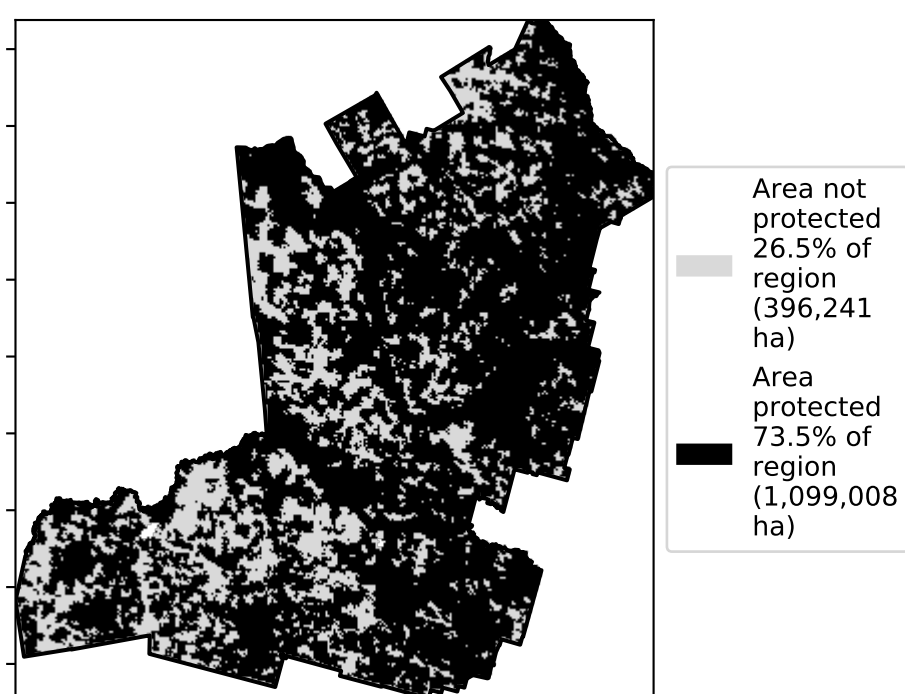 Area not
protected
26.5% of
region
(396,241
ha)
Area
protected
73.5% of
region
(1,099,008
ha)